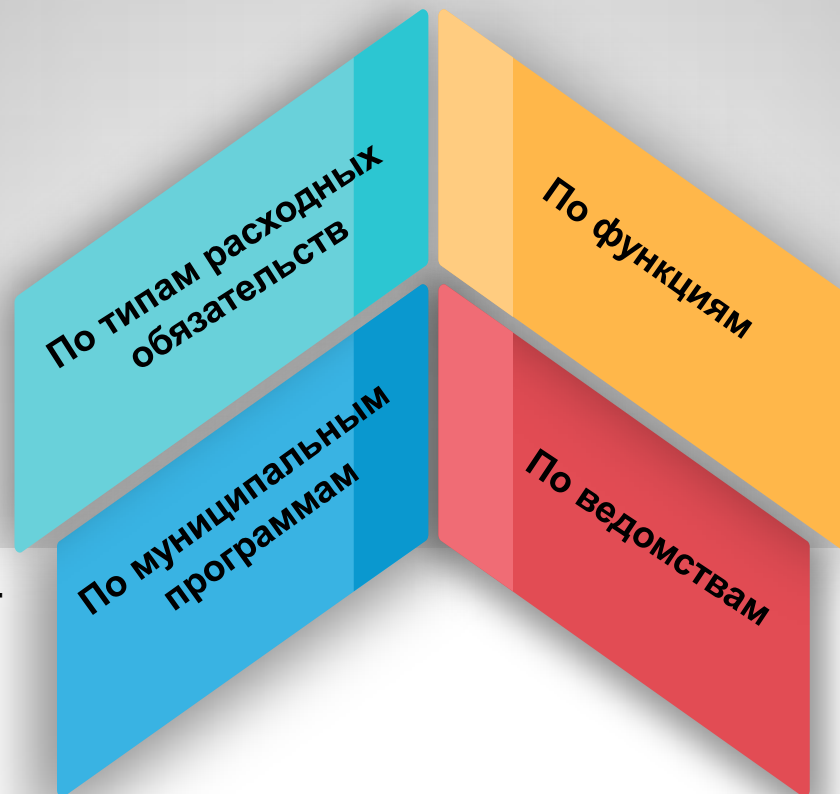 По типам расходных
обязательств
По функциям
По муниципальным
программам
По ведомствам